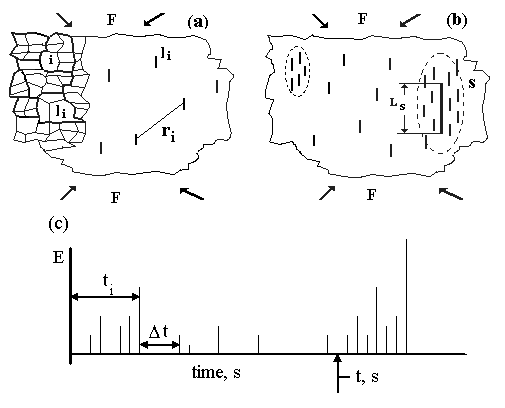 F (a)
i
l i
l i
r i
F
F (b)
s
L s
F
(c)
E
t i
Δ t
time, s
t, s